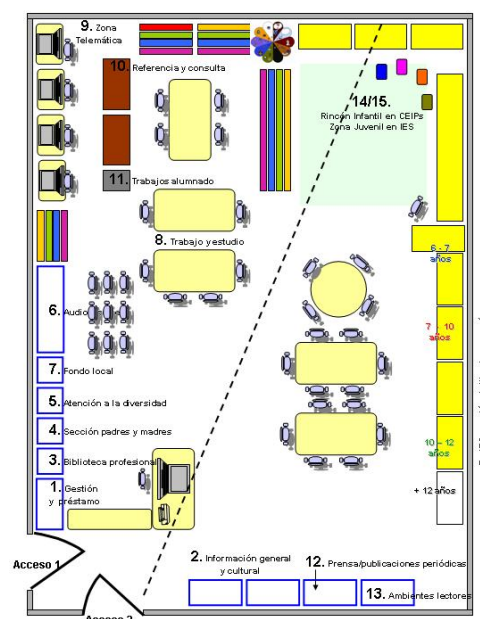 9. Zona
Telemática
10. Referencia y consulta
14/15.
Rincón Infantil en CEIPs
Zona Juvenil en IES
11. Trabajos alumnado
8. Trabajo y estudio
6 - 7
años
6. Audio
7 - 10
años
7. Fondo local
5. Atención a la diversidad
4. Sección padres y madres
10 - 12
años
3. Biblioteca profesional
1. Gestión
y préstamo
+ 12 años
2. Información general
y cultural
12. Prensa/publicaciones periódicas
Acceso 1
13. Ambientes lectores
Acceso 2